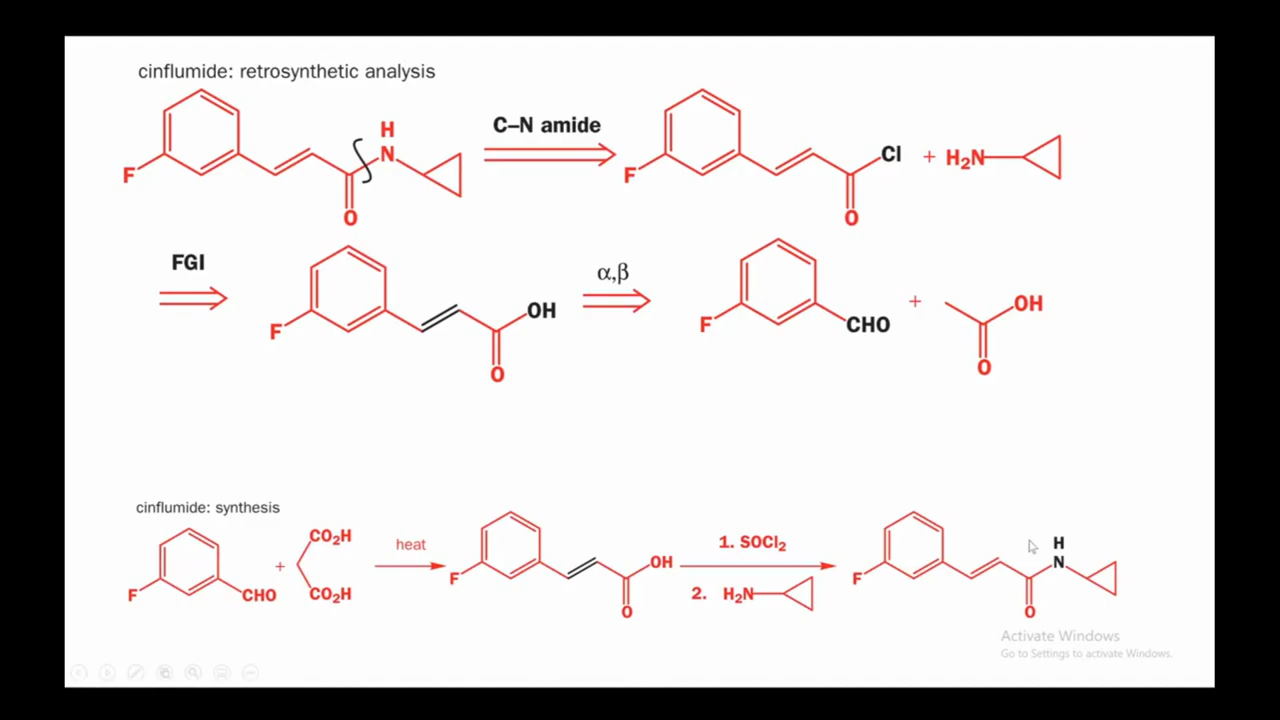 cinflumide: retrosynthetic analysis
H
N
F
O
C–N amide
Cl
F
O
+ H₂N
FGI
OH
F
O
α,β
F
CHO
+
OH
O
cinflumide: synthesis
F
CHO
+
CO₂H
CO₂H
heat
F
OH
O
1. SOCl₂
2. H₂N
F
H
N
O
Activate Windows
Go to Settings to activate Windows.